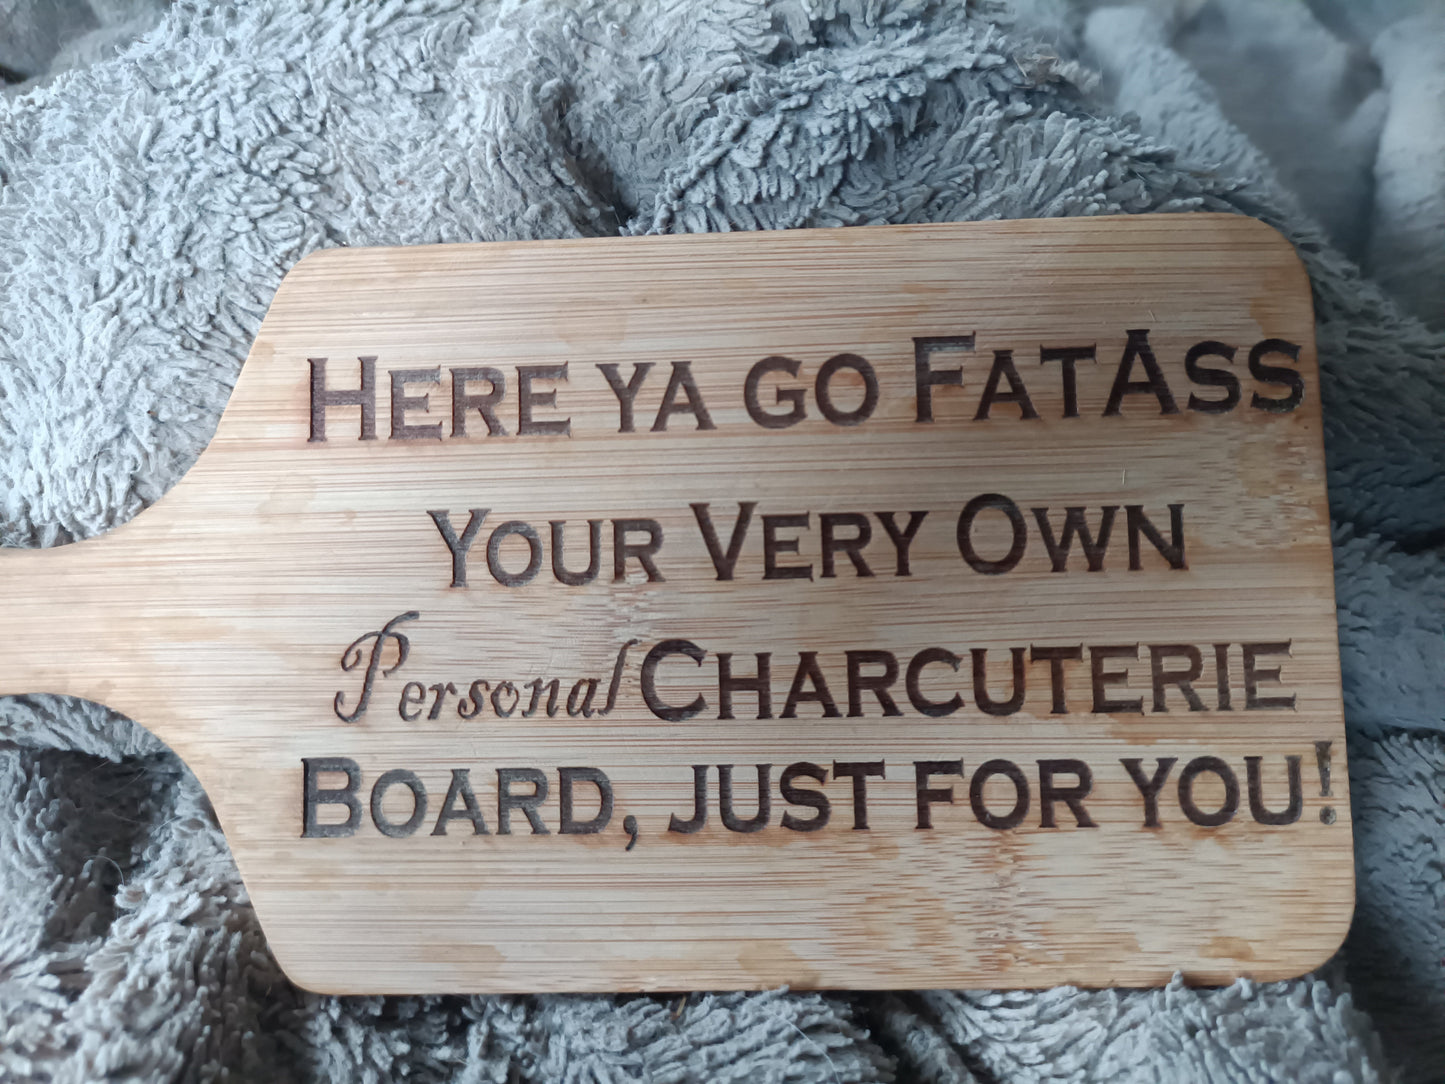 Here ya go FatAss
Your Very Own
Personal Charcuterie
Board, just for you!